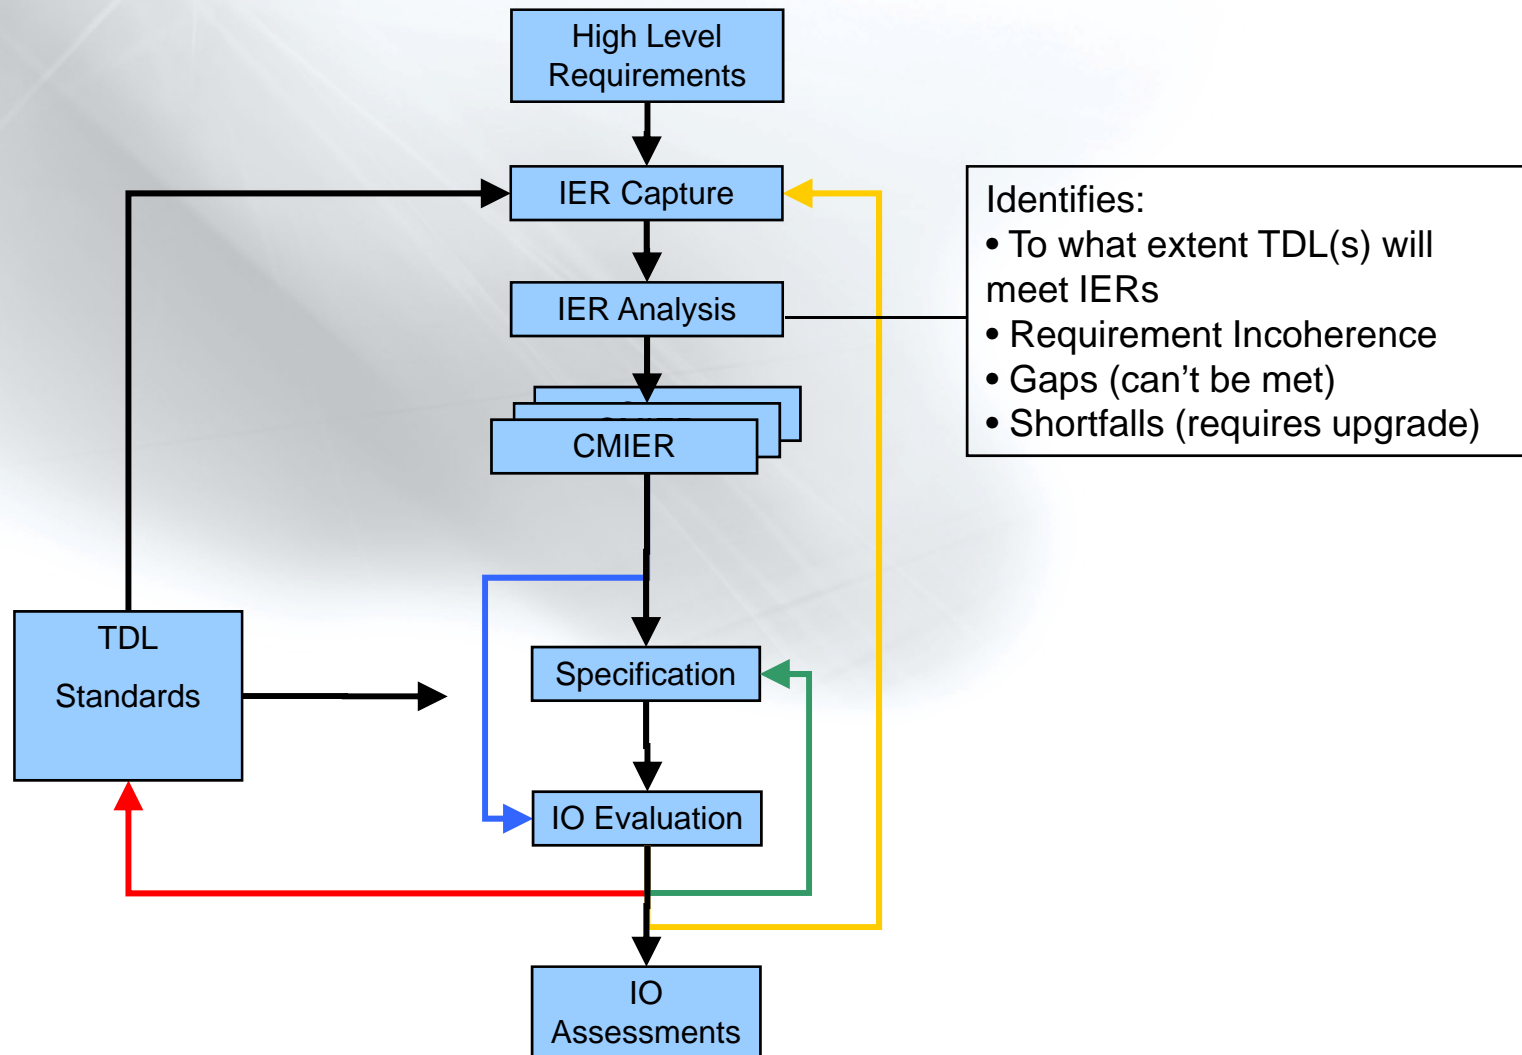 High Level
Requirements
IER Capture
Identifies:
• To what extent TDL(s) will
meet IERs
• Requirement Incoherence
• Gaps (can't be met)
• Shortfalls (requires upgrade)
IER Analysis
CMIER
TDL
Standards
Specification
IO Evaluation
IO
Assessments